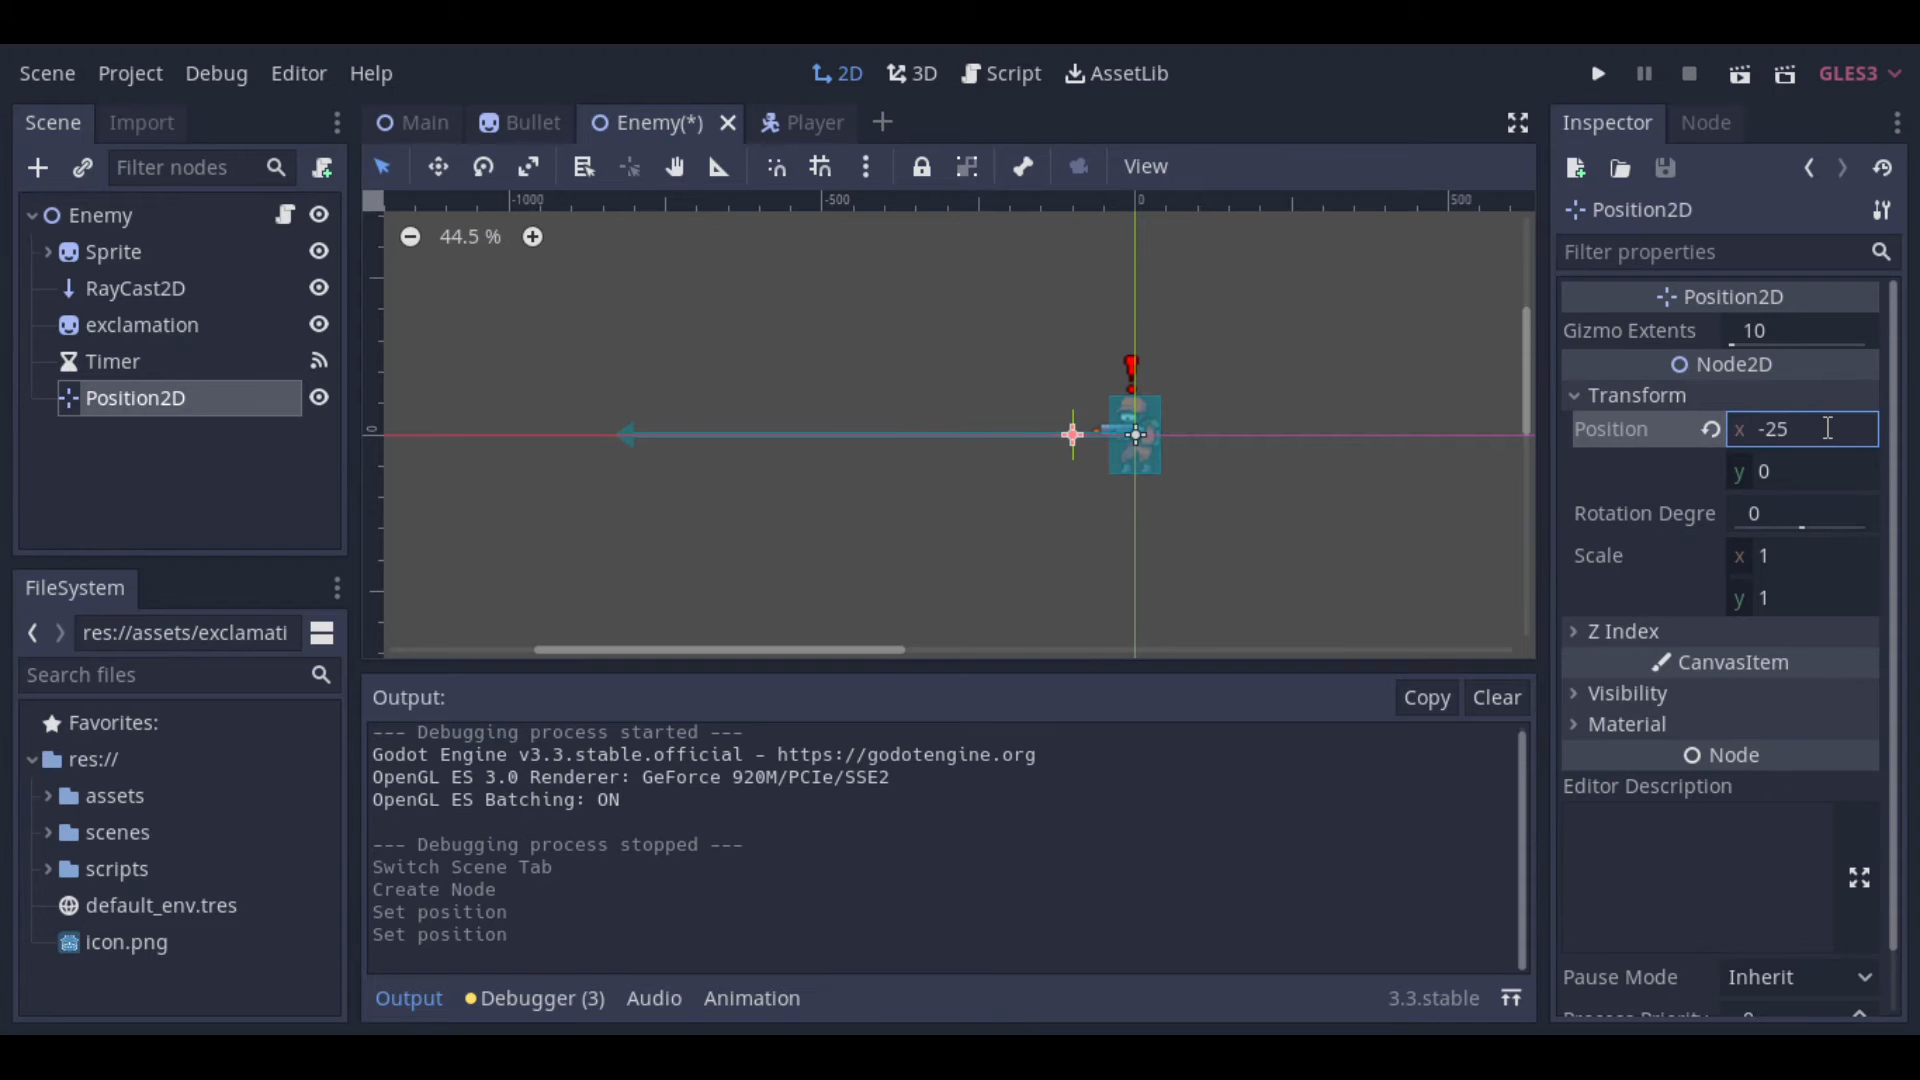 Scene Project Debug Editor Help
2D 3D Script AssetLib
GLES3
Scene Import
Main Bullet Enemy(*) Player
Inspector Node
Filter nodes
View
Position2D
Filter properties
Enemy
Sprite
RayCast2D
exclamation
Timer
Position2D
-1000 -500 0 500
44.5 %
0
Position2D
Gizmo Extents 10
Node2D
Transform
Position x -25
y 0
Rotation Degre 0
Scale x 1
y 1
Z Index
CanvasItem
Visibility
Material
Node
Editor Description
Pause Mode Inherit
FileSystem
res://assets/exclamati
Search files
Favorites:
res://
assets
scenes
scripts
default_env.tres
icon.png
Output:
Copy Clear
--- Debugging process started ---
Godot Engine v3.3.stable.official - https://godotengine.org
OpenGL ES 3.0 Renderer: GeForce 920M/PCIe/SSE2
OpenGL ES Batching: ON
--- Debugging process stopped ---
Switch Scene Tab
Create Node
Set position
Set position
Output Debugger (3) Audio Animation
3.3.stable